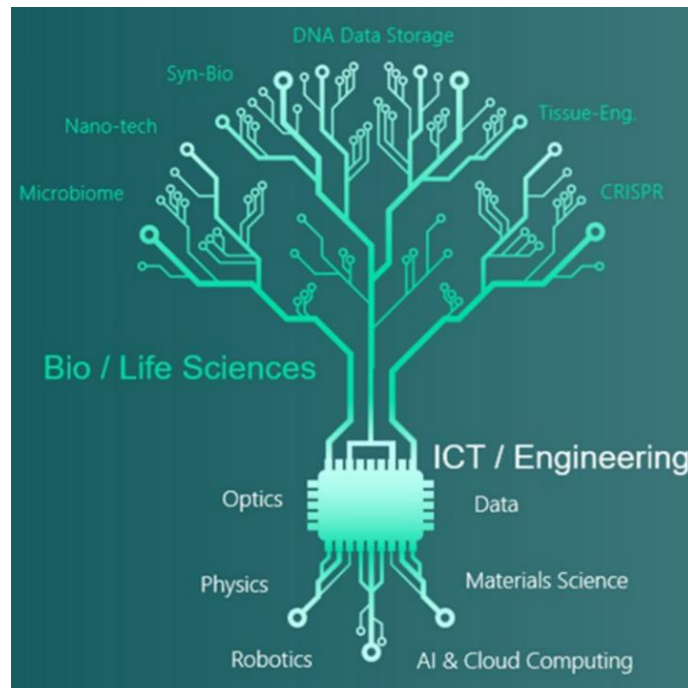 DNA Data Storage
Syn-Bio
Nano-tech
Tissue-Eng.
Microbiome
CRISPR
Bio / Life Sciences
ICT / Engineering
Optics
Data
Physics
Materials Science
Robotics
AI & Cloud Computing